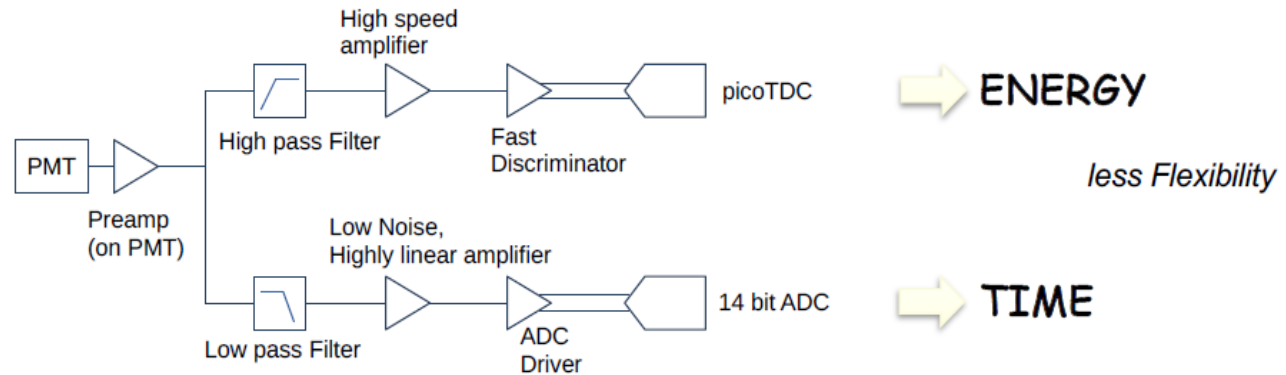 High speed
amplifier
picoTDC
ENERGY
High pass Filter
Fast
Discriminator
PMT
less Flexibility
Preamp
(on PMT)
Low Noise,
Highly linear amplifier
14 bit ADC
TIME
Low pass Filter
ADC
Driver